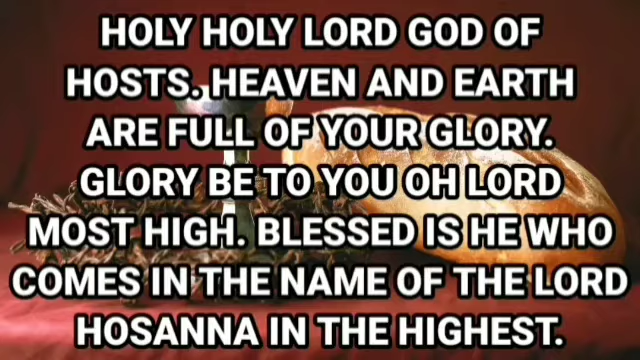 HOLY HOLY LORD GOD OF
HOSTS. HEAVEN AND EARTH
ARE FULL OF YOUR GLORY.
GLORY BE TO YOU OH LORD
MOST HIGH. BLESSED IS HE WHO
COMES IN THE NAME OF THE LORD
HOSANNA IN THE HIGHEST.